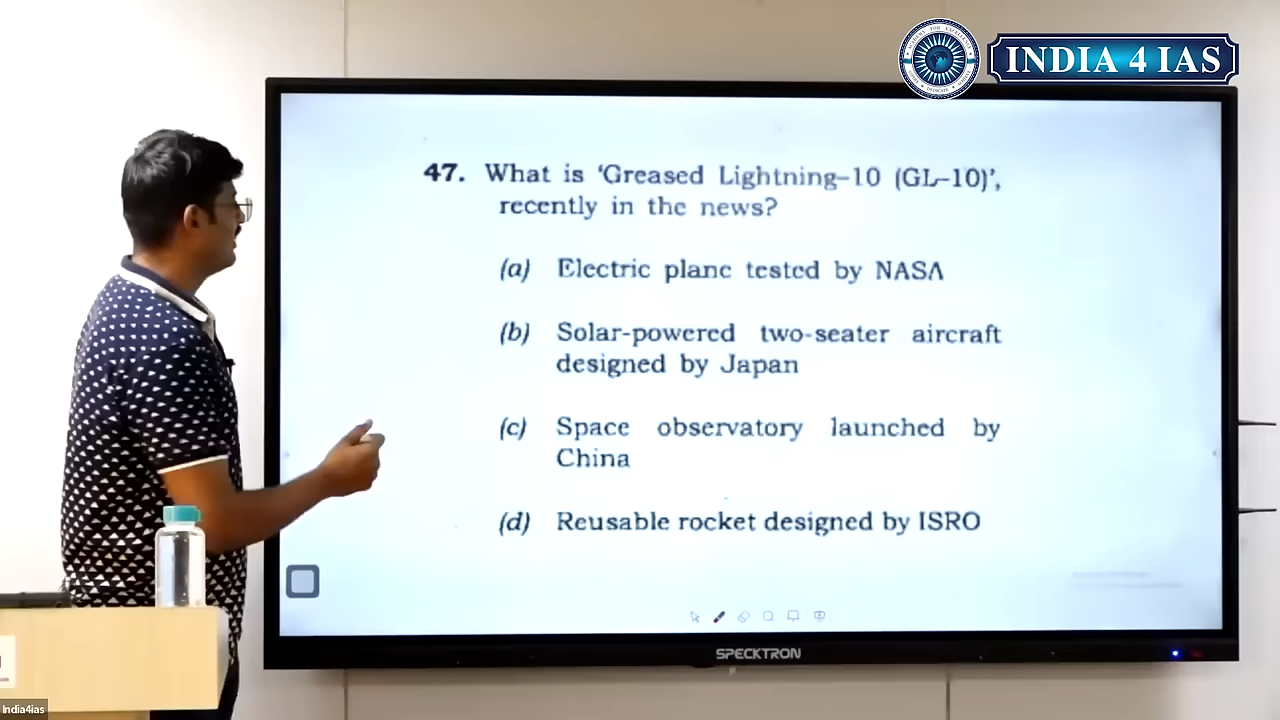 INDIA 4 IAS
47. What is ‘Greased Lightning–10 (GL–10)’,
recently in the news?
(a) Electric plane tested by NASA
(b) Solar-powered two-seater aircraft
designed by Japan
(c) Space observatory launched by
China
(d) Reusable rocket designed by ISRO
SPECKTRON
India4ias